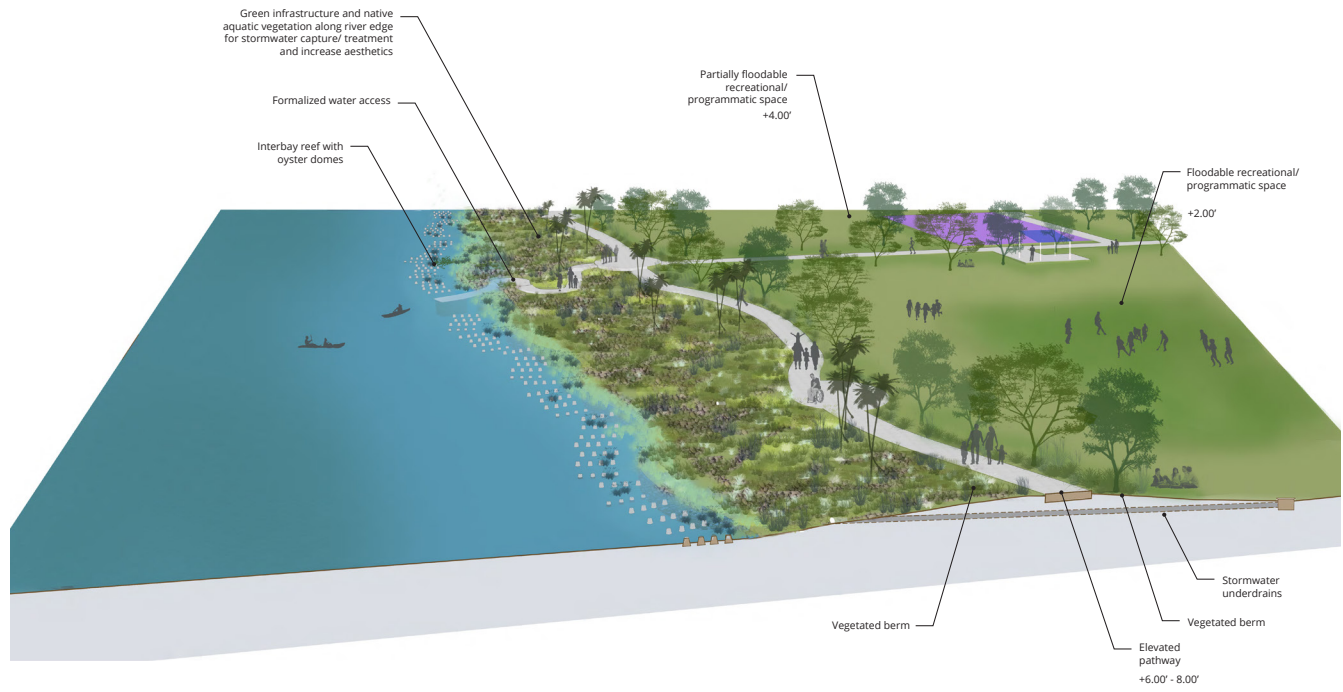 Green infrastructure and native
aquatic vegetation along river edge
for stormwater capture/ treatment
and increase aesthetics
Formalized water access
Interbay reef with
oyster domes
Partially floodable
recreational/
programmatic space
+4.00'
Floodable recreational/
programmatic space
+2.00'
Stormwater
underdrains
Vegetated berm
Vegetated berm
Elevated
pathway
+6.00' - 8.00'